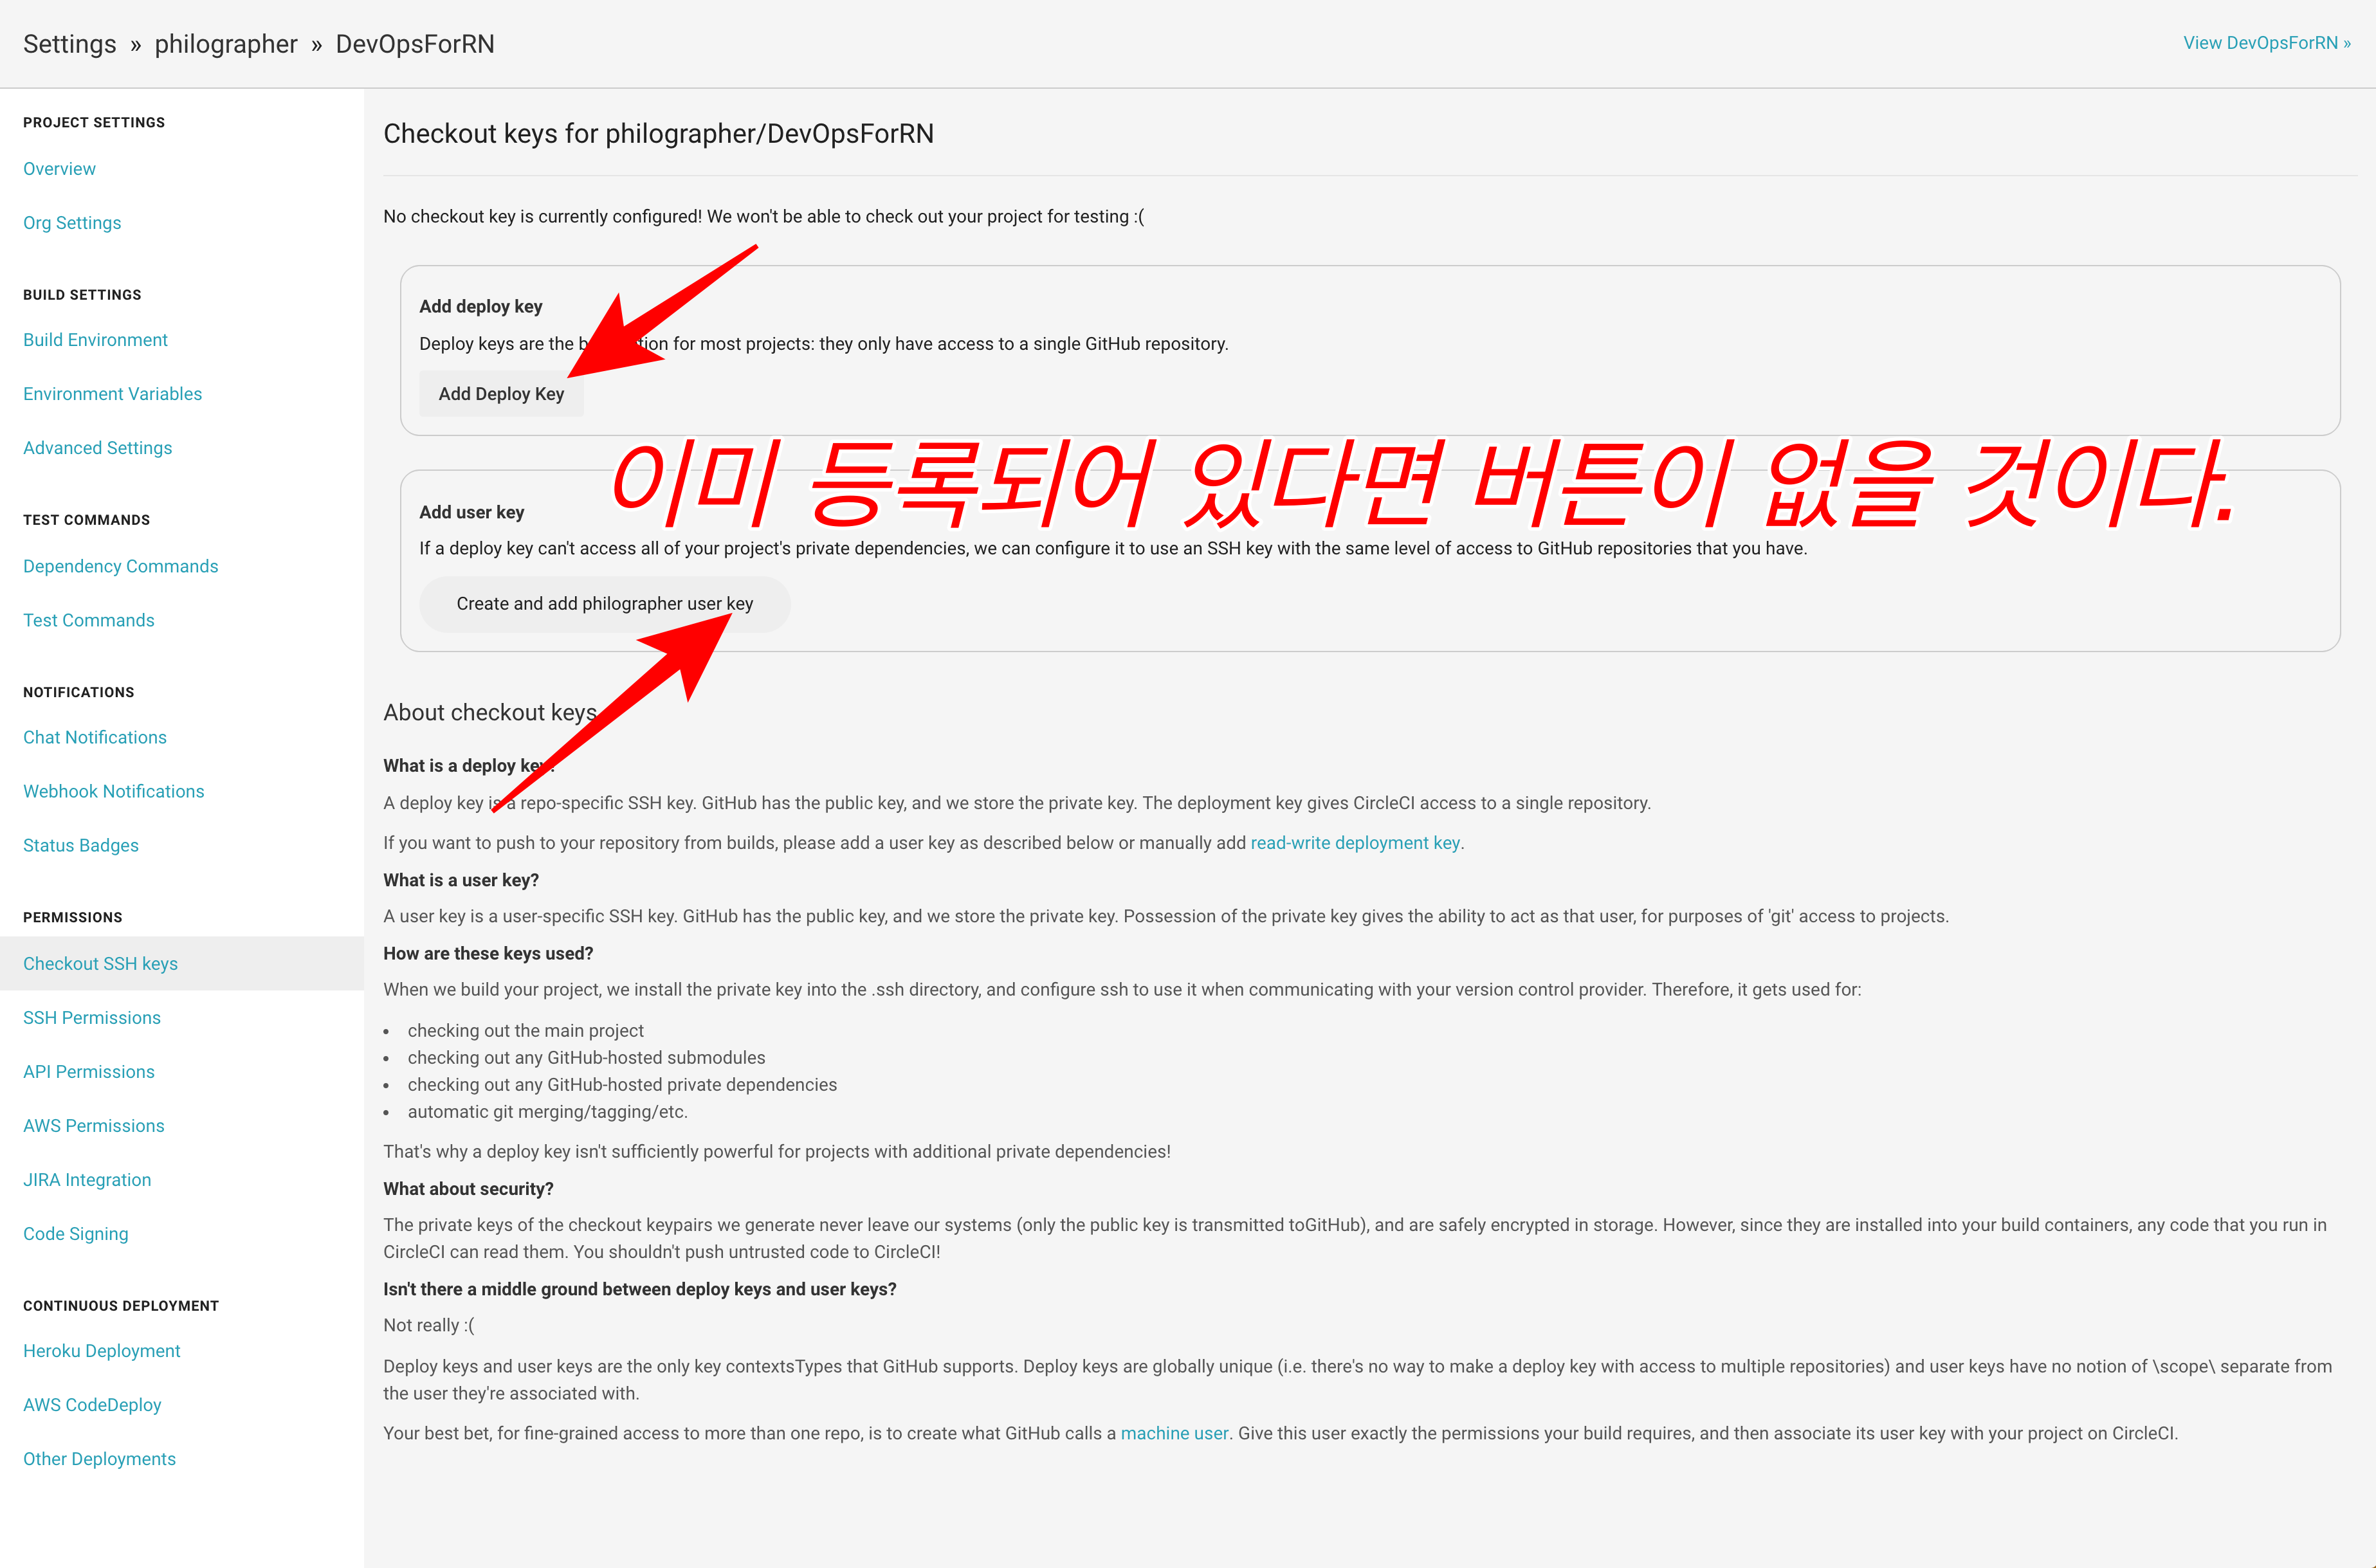 Settings » philographer » DevOpsForRN
View DevOpsForRN »
PROJECT SETTINGS
Overview
Org Settings
BUILD SETTINGS
Build Environment
Environment Variables
Advanced Settings
TEST COMMANDS
Dependency Commands
Test Commands
NOTIFICATIONS
Chat Notifications
Webhook Notifications
Status Badges
PERMISSIONS
Checkout SSH keys
SSH Permissions
API Permissions
AWS Permissions
JIRA Integration
Code Signing
CONTINUOUS DEPLOYMENT
Heroku Deployment
AWS CodeDeploy
Other Deployments
Checkout keys for philographer/DevOpsForRN
No checkout key is currently configured! We won't be able to check out your project for testing :(
Add deploy key
Deploy keys are the for most projects: they only have access to a single GitHub repository.
Add Deploy Key
이미 등록되어 있다면 버튼이 없을 것이다.
Add user key
If a deploy key can't access all of your project's private dependencies, we can configure it to use an SSH key with the same level of access to GitHub repositories that you have.
Create and add philographer user key
About checkout keys
What is a deploy key?
A deploy key is a repo-specific SSH key. GitHub has the public key, and we store the private key. The deployment key gives CircleCI access to a single repository.
If you want to push to your repository from builds, please add a user key as described below or manually add read-write deployment key.
What is a user key?
A user key is a user-specific SSH key. GitHub has the public key, and we store the private key. Possession of the private key gives the ability to act as that user, for purposes of 'git' access to projects.
How are these keys used?
When we build your project, we install the private key into the .ssh directory, and configure ssh to use it when communicating with your version control provider. Therefore, it gets used for:
• checking out the main project
• checking out any GitHub-hosted submodules
• checking out any GitHub-hosted private dependencies
• automatic git merging/tagging/etc.
That's why a deploy key isn't sufficiently powerful for projects with additional private dependencies!
What about security?
The private keys of the checkout keypairs we generate never leave our systems (only the public key is transmitted toGitHub), and are safely encrypted in storage. However, since they are installed into your build containers, any code that you run in
CircleCI can read them. You shouldn't push untrusted code to CircleCI!
Isn't there a middle ground between deploy keys and user keys?
Not really :(
Deploy keys and user keys are the only key contextsTypes that GitHub supports. Deploy keys are globally unique (i.e. there's no way to make a deploy key with access to multiple repositories) and user keys have no notion of \scope\ separate from
the user they're associated with.
Your best bet, for fine-grained access to more than one repo, is to create what GitHub calls a machine user. Give this user exactly the permissions your build requires, and then associate its user key with your project on CircleCI.